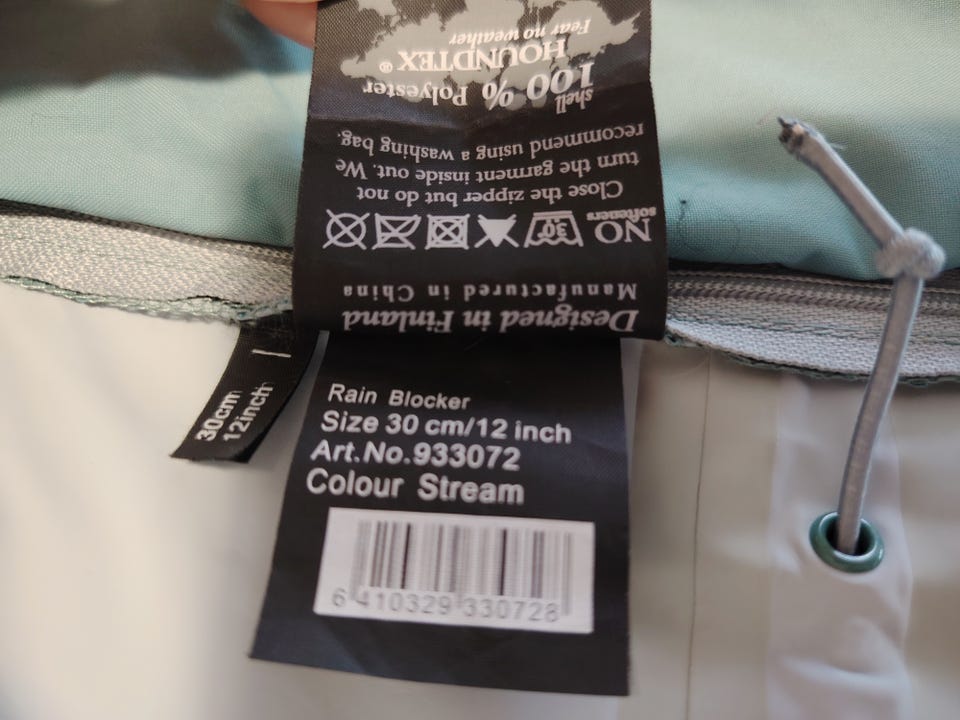 Designed in Finland
Manufactured in China
NO
softeners
30°
Close the zipper but do not
turn the garment inside out. We
recommend using a washing bag.
shell
100 % Polyester
HOUNDTEX®
Fear no weather
30cm
12inch
Rain Blocker
Size 30 cm/12 inch
Art.No.933072
Colour Stream
6 410329 330728